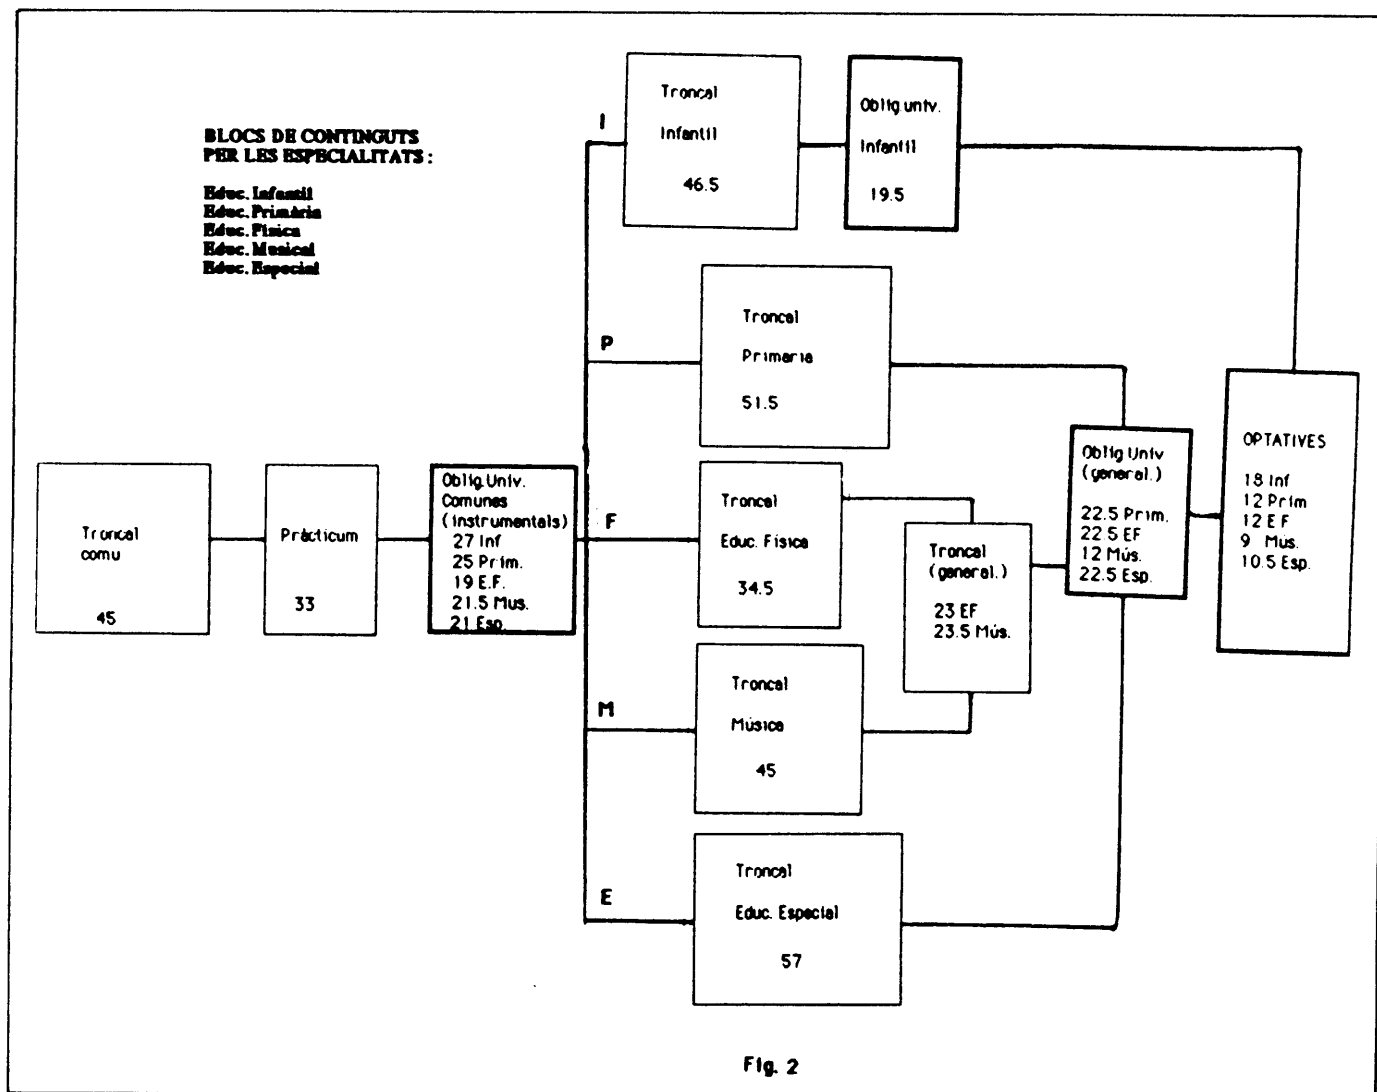 BLOCS DE CONTINGUTS
PER LES ESPECIALITATS :
Educ. Infantil
Educ. Primària
Educ. Física
Educ. Musical
Educ. Especial
Troncal
comu
45
Pràcticum
33
Oblig.Univ.
Comunes
(instrumentals)
27 Inf
25 Prim.
19 E.F.
21.5 Mus.
21 Esp.
I
Troncal
Infantil
46.5
Oblig.univ.
Infantil
19.5
P
Troncal
Primaria
51.5
F
Troncal
Educ. Física
34.5
M
Troncal
Música
45
E
Troncal
Educ. Especial
57
Troncal
(general.)
23 EF
23.5 Mús.
Oblig.Univ
(general.)
22.5 Prim.
22.5 EF
12 Mús.
22.5 Esp.
OPTATIVES
18 Inf
12 Prim
12 E F
9 Mus.
10.5 Esp.
Fig. 2